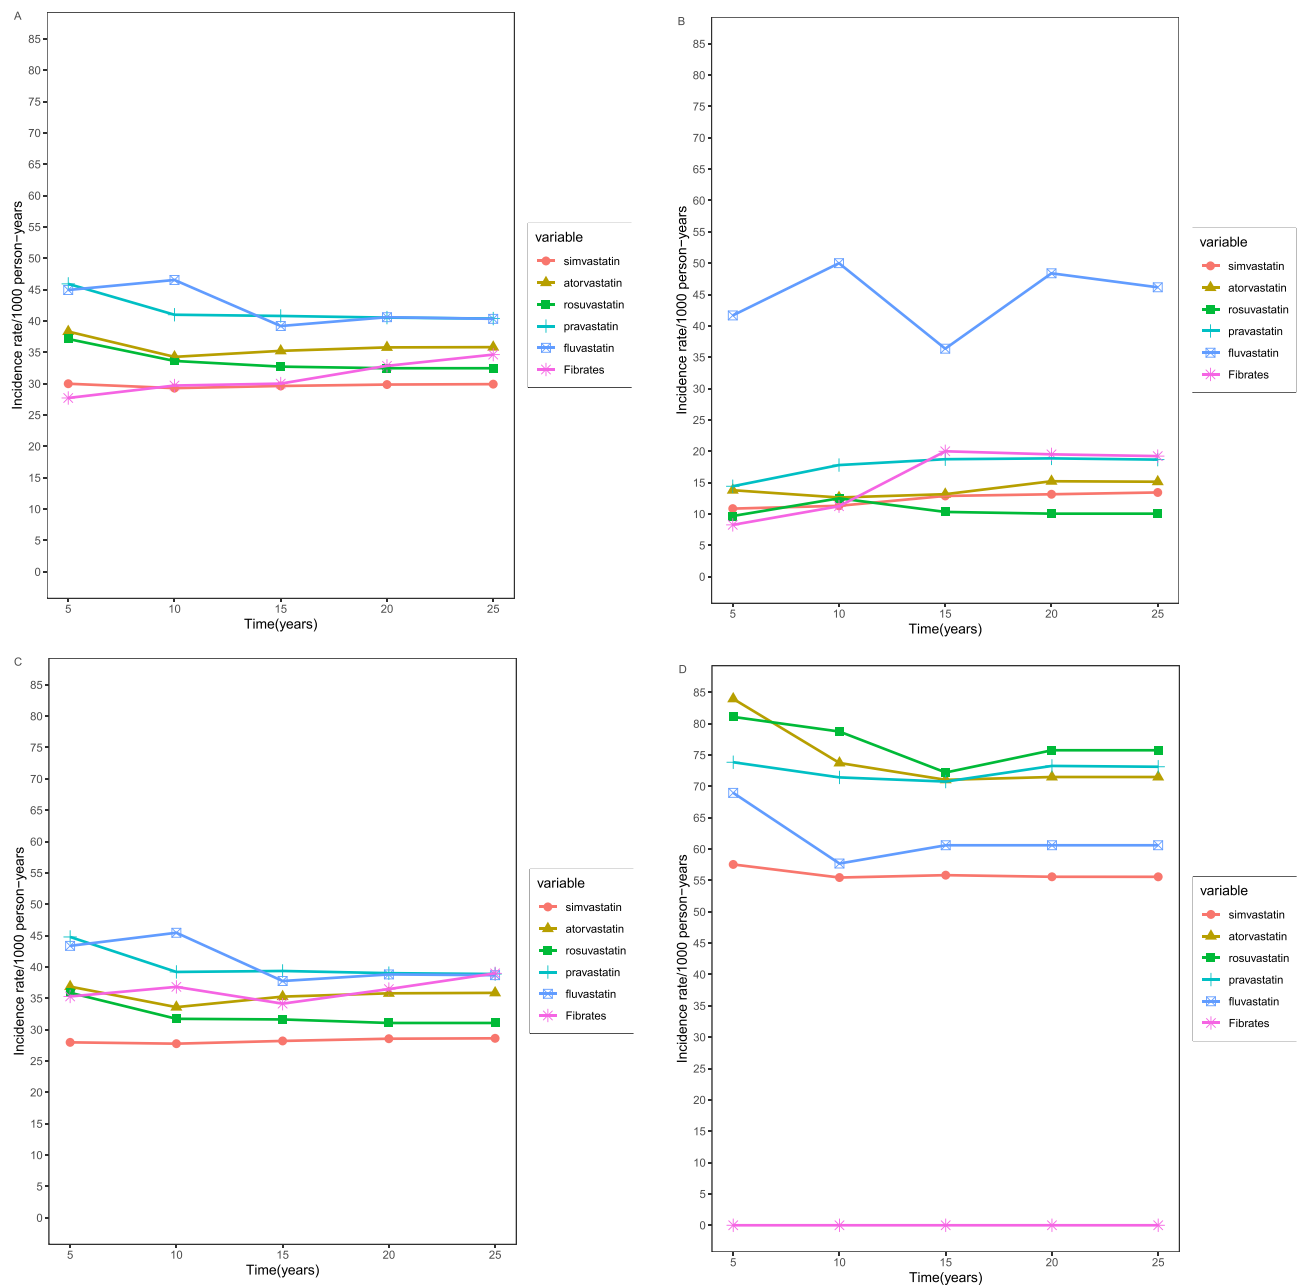 A
Incidence rate/1000 person−years
85
80
75
70
65
60
55
50
45
40
35
30
25
20
15
10
5
0
5 10 15 20 25
Time(years)
variable
simvastatin
atorvastatin
rosuvastatin
pravastatin
fluvastatin
Fibrates
B
Incidence rate/1000 person−years
85
80
75
70
65
60
55
50
45
40
35
30
25
20
15
10
5
0
5 10 15 20 25
Time(years)
variable
simvastatin
atorvastatin
rosuvastatin
pravastatin
fluvastatin
Fibrates
C
Incidence rate/1000 person−years
85
80
75
70
65
60
55
50
45
40
35
30
25
20
15
10
5
0
5 10 15 20 25
Time(years)
variable
simvastatin
atorvastatin
rosuvastatin
pravastatin
fluvastatin
Fibrates
D
Incidence rate/1000 person−years
85
80
75
70
65
60
55
50
45
40
35
30
25
20
15
10
5
0
5 10 15 20 25
Time(years)
variable
simvastatin
atorvastatin
rosuvastatin
pravastatin
fluvastatin
Fibrates